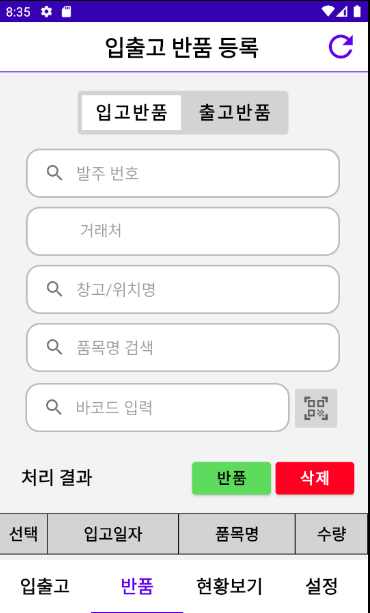 8:35
입출고 반품 등록
입고반품 출고반품
발주 번호
거래처
창고/위치명
품목명 검색
바코드 입력
처리 결과 반품 삭제
선택 입고일자 품목명 수량
입출고 반품 현황보기 설정